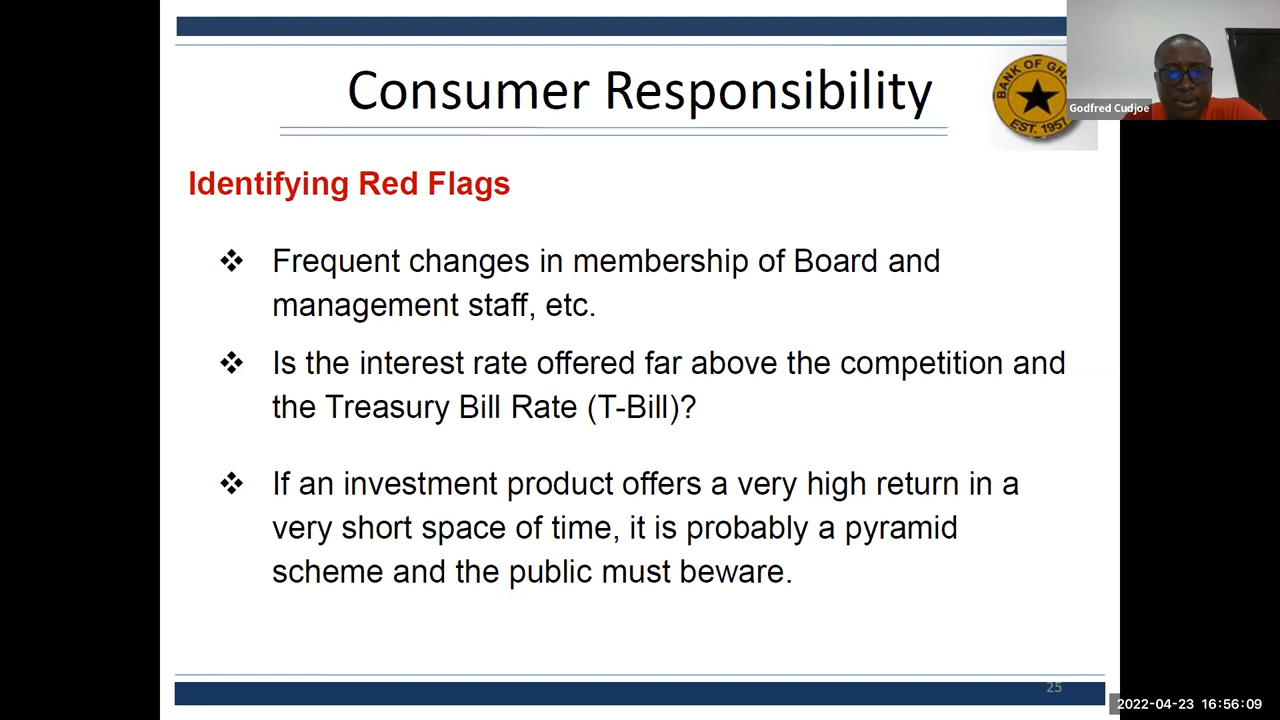 Consumer Responsibility
BANK OF GHA
EST. 1957
Godfred Cudjoe
Identifying Red Flags
❖ Frequent changes in membership of Board and
management staff, etc.
❖ Is the interest rate offered far above the competition and
the Treasury Bill Rate (T-Bill)?
❖ If an investment product offers a very high return in a
very short space of time, it is probably a pyramid
scheme and the public must beware.
25
2022-04-23 16:56:09